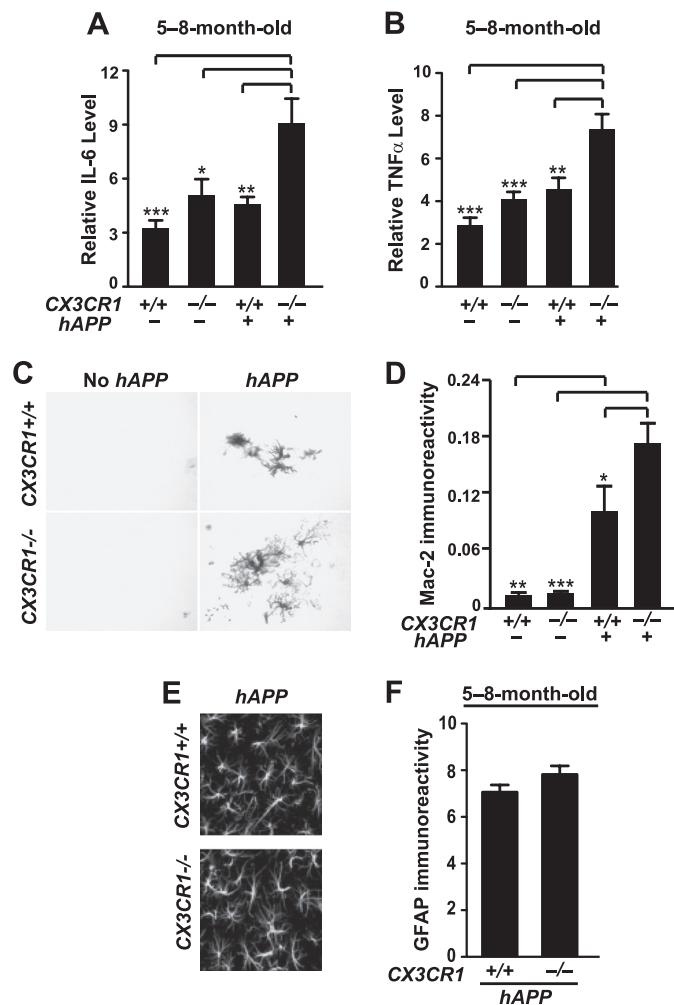 A 5–8-month-old
Relative IL-6 Level
12
9
6
3
0
***
*
**
CX3CR1 +/+ –/– +/+ –/–
hAPP – – + +
B 5–8-month-old
Relative TNFα Level
10
8
6
4
2
0
***
***
**
+/+ –/– +/+ –/–
– – + +
C No hAPP hAPP
CX3CR1+/+
CX3CR1-/-
D
Mac-2 immunoreactivity
0.24
0.18
0.12
0.06
0
**
***
*
CX3CR1 +/+ –/– +/+ –/–
hAPP – – + +
E hAPP
CX3CR1+/+
CX3CR1-/-
F 5–8-month-old
GFAP immunoreactivity
10
8
6
4
2
0
CX3CR1 +/+ –/–
hAPP